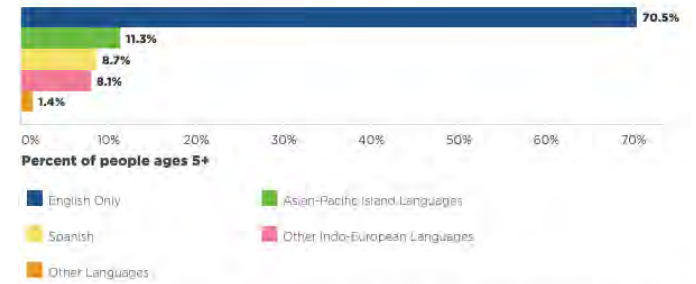 70.5%
11.3%
8.7%
8.1%
1.4%
0% 10% 20% 30% 40% 50% 60% 70%
Percent of people ages 5+
English Only Asian-Pacific Island Languages
Spanish Other Indo-European Languages
Other Languages